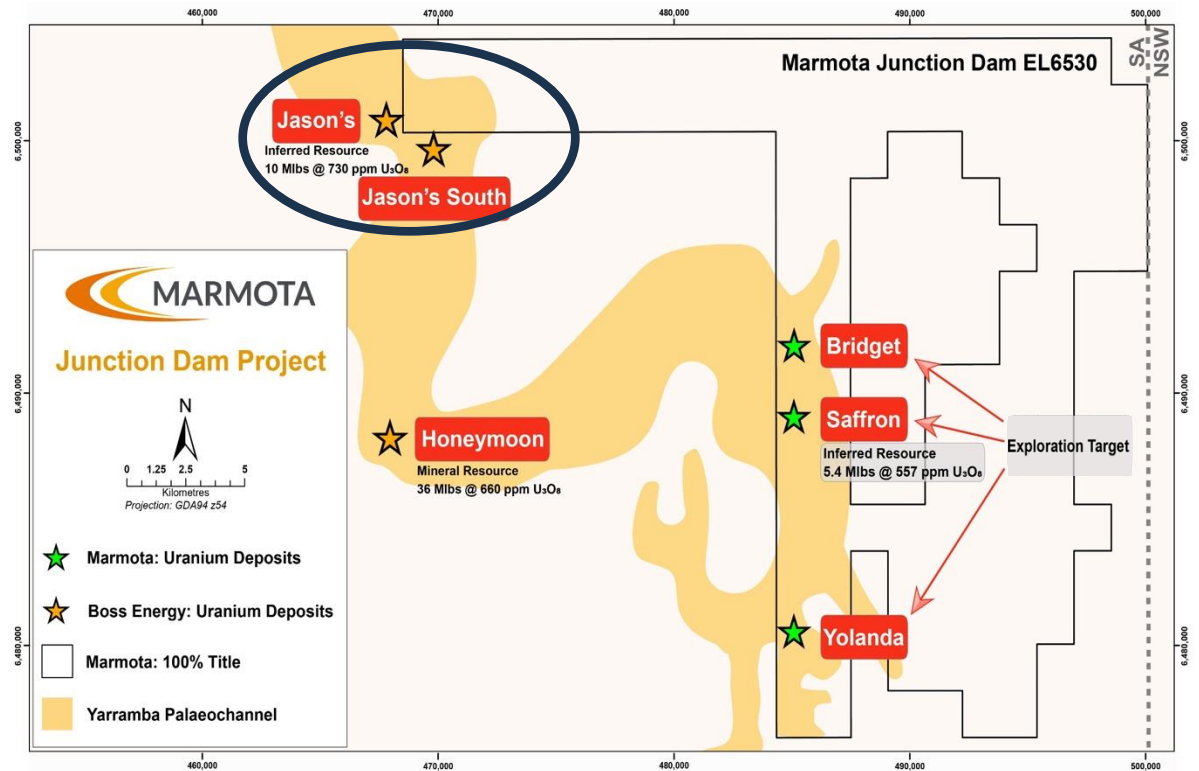 460,000
470,000
480,000
490,000
500,000
SA
NSW
Marmota Junction Dam EL6530
6,500,000
6,500,000
Jason's
Inferred Resource
10 Mlbs @ 730 ppm U₃O₈
Jason's South
MARMOTA
Junction Dam Project
N
0 1.25 2.5 5
Kilometres
Projection: GDA94 z54
Marmota: Uranium Deposits
Boss Energy: Uranium Deposits
Marmota: 100% Title
Yarramba Palaeochannel
6,490,000
6,490,000
Honeymoon
Mineral Resource
36 Mlbs @ 660 ppm U₃O₈
Bridget
Saffron
Inferred Resource
5.4 Mlbs @ 557 ppm U₃O₈
Exploration Target
Yolanda
6,480,000
6,480,000
460,000
470,000
480,000
490,000
500,000